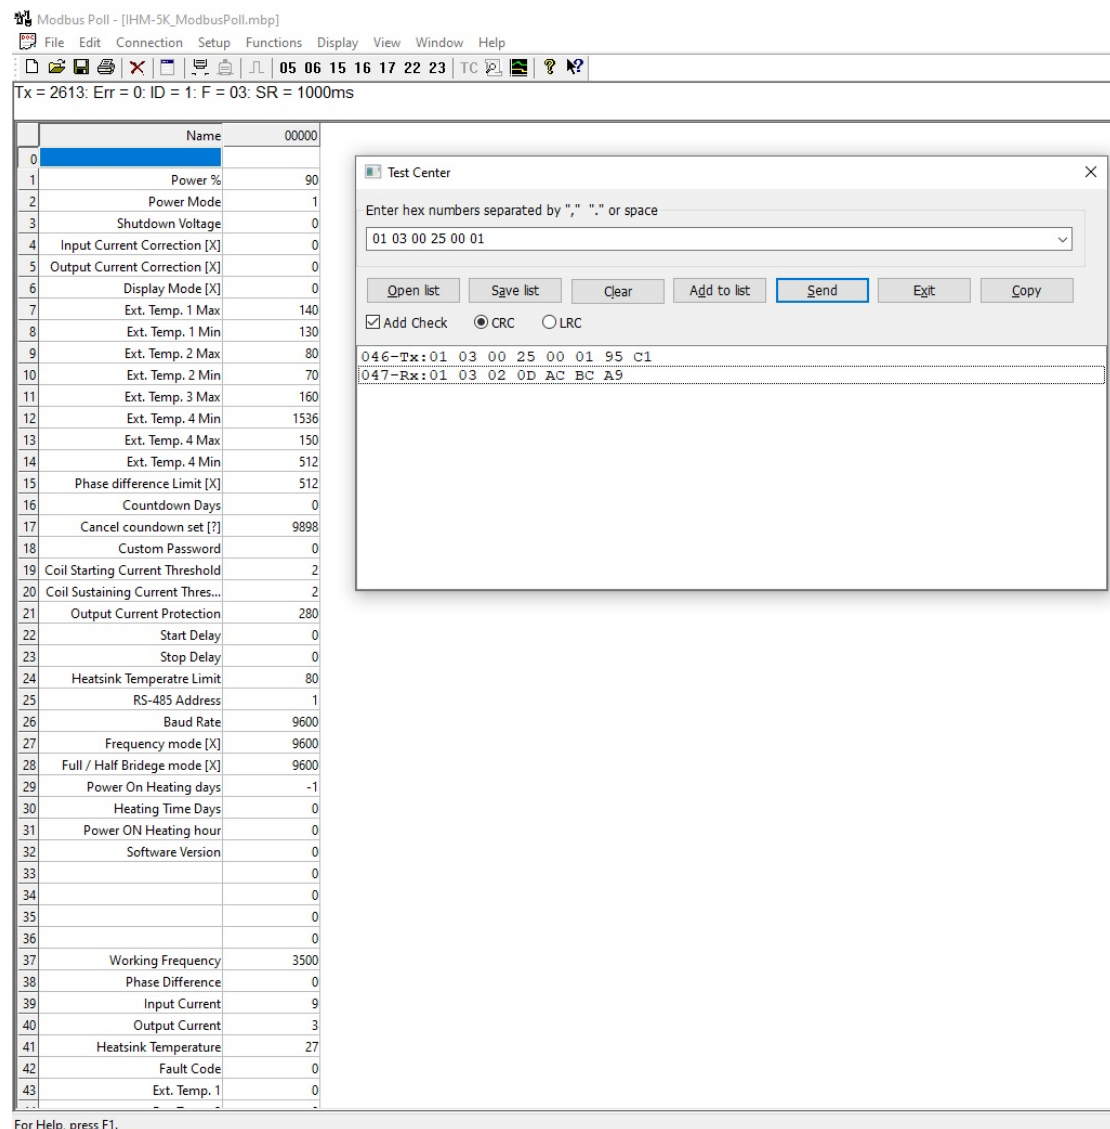 Modbus Poll - [IHM-5K_ModbusPoll.mbp]
File Edit Connection Setup Functions Display View Window Help
05 06 15 16 17 22 23 TC
Tx = 2613: Err = 0: ID = 1: F = 03: SR = 1000ms
Name 00000
0
1 Power % 90
2 Power Mode 1
3 Shutdown Voltage 0
4 Input Current Correction [X] 0
5 Output Current Correction [X] 0
6 Display Mode [X] 0
7 Ext. Temp. 1 Max 140
8 Ext. Temp. 1 Min 130
9 Ext. Temp. 2 Max 80
10 Ext. Temp. 2 Min 70
11 Ext. Temp. 3 Max 160
12 Ext. Temp. 4 Min 1536
13 Ext. Temp. 4 Max 150
14 Ext. Temp. 4 Min 512
15 Phase difference Limit [X] 512
16 Countdown Days 0
17 Cancel coundown set [?] 9898
18 Custom Password 0
19 Coil Starting Current Threshold 2
20 Coil Sustaining Current Thres... 2
21 Output Current Protection 280
22 Start Delay 0
23 Stop Delay 0
24 Heatsink Temperatre Limit 80
25 RS-485 Address 1
26 Baud Rate 9600
27 Frequency mode [X] 9600
28 Full / Half Bridege mode [X] 9600
29 Power On Heating days -1
30 Heating Time Days 0
31 Power ON Heating hour 0
32 Software Version 0
33 0
34 0
35 0
36 0
37 Working Frequency 3500
38 Phase Difference 0
39 Input Current 9
40 Output Current 3
41 Heatsink Temperature 27
42 Fault Code 0
43 Ext. Temp. 1 0
Test Center
Enter hex numbers separated by "," "." or space
01 03 00 25 00 01
Open list Save list Clear Add to list Send Exit Copy
Add Check CRC LRC
046-Tx:01 03 00 25 00 01 95 C1
047-Rx:01 03 02 0D AC BC A9
For Help, press F1.